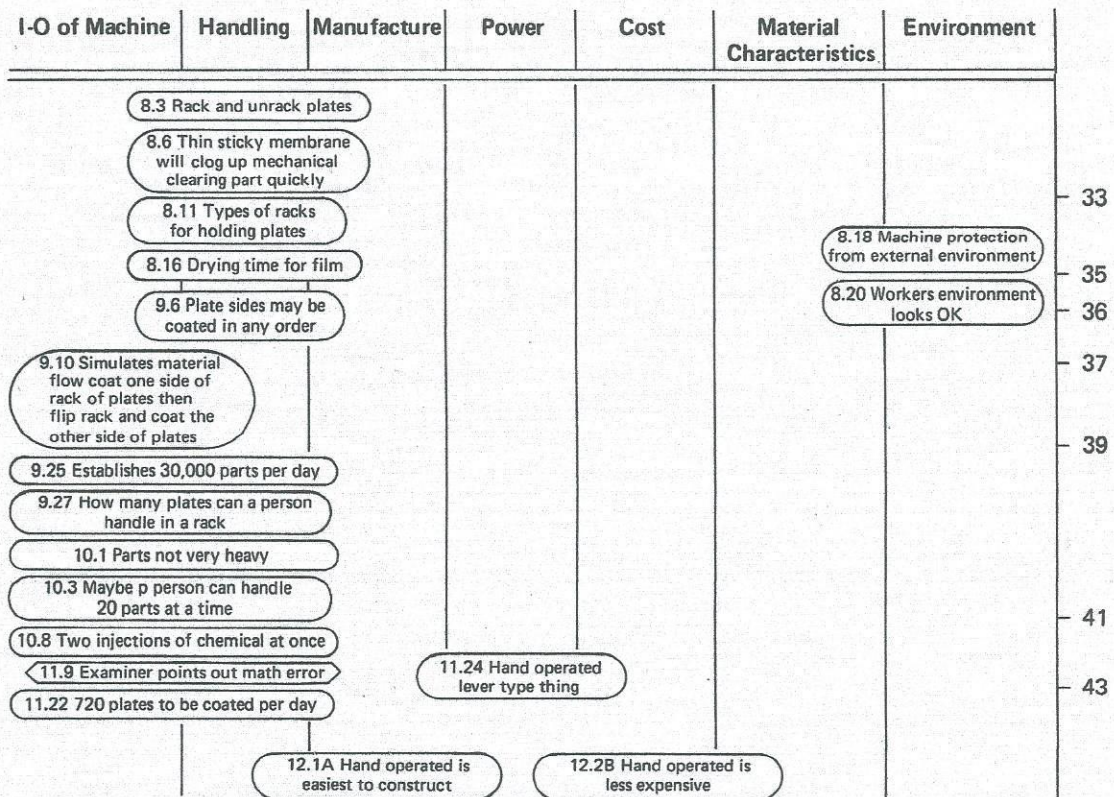 I-O of Machine Handling Manufacture Power Cost Material Environment
Characteristics
8.3 Rack and unrack plates
8.6 Thin sticky membrane
will clog up mechanical
clearing part quickly
33
8.11 Types of racks
for holding plates
8.18 Machine protection
from external environment
8.16 Drying time for film
35
8.20 Workers environment
looks OK
9.6 Plate sides may be
coated in any order
36
9.10 Simulates material
flow coat one side of
rack of plates then
flip rack and coat the
other side of plates
37
39
9.25 Establishes 30,000 parts per day
9.27 How many plates can a person
handle in a rack
10.1 Parts not very heavy
10.3 Maybe p person can handle
20 parts at a time
41
10.8 Two injections of chemical at once
11.9 Examiner points out math error
11.24 Hand operated
lever type thing
43
11.22 720 plates to be coated per day
12.1A Hand operated is
easiest to construct
12.2B Hand operated is
less expensive